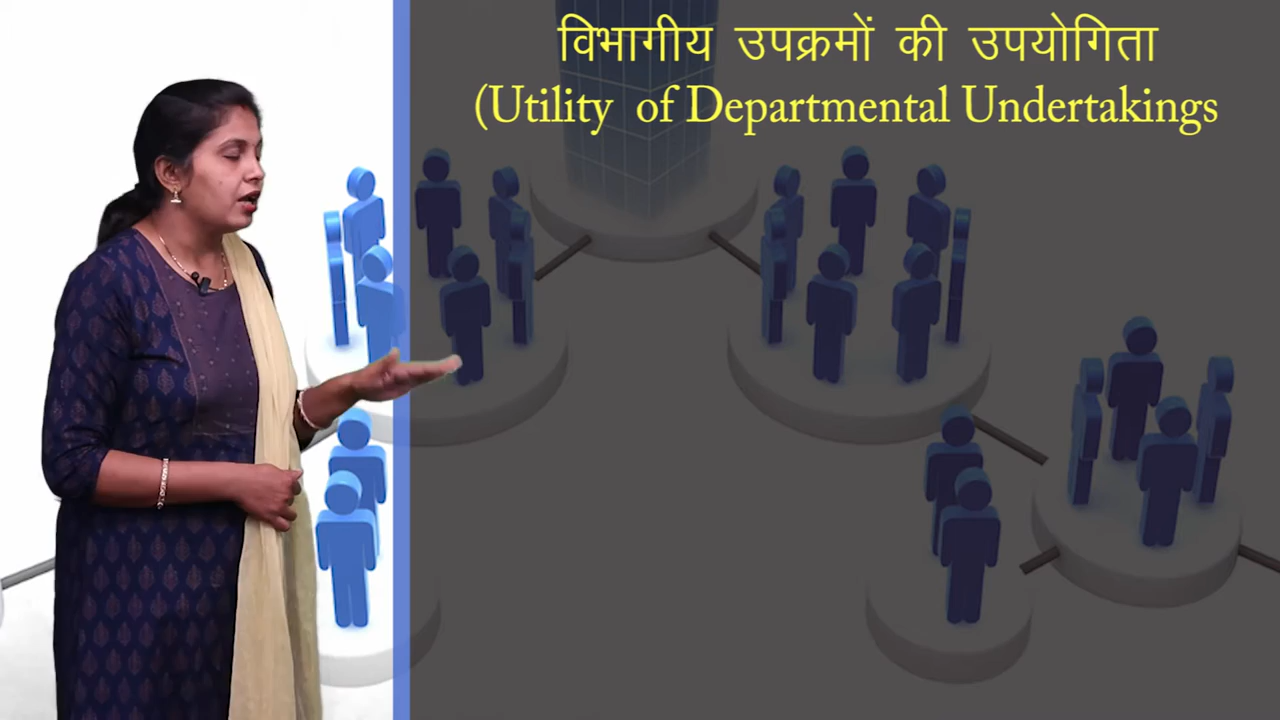 विभागीय उपक्रमों की उपयोगिता
(Utility of Departmental Undertakings